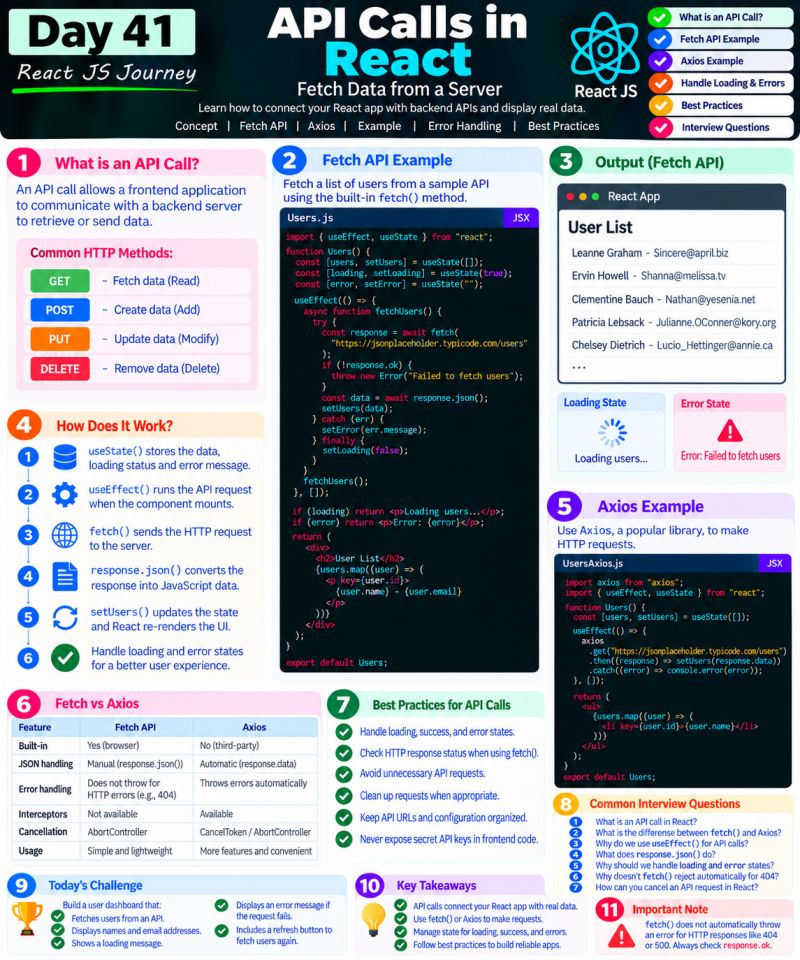 Day 41
React JS Journey
API Calls in
React
Fetch Data from a Server
Learn how to connect your React app with backend APIs and display real data.
Concept | Fetch API | Axios | Example | Error Handling | Best Practices
React JS
What is an API Call?
Fetch API Example
Axios Example
Handle Loading & Errors
Best Practices
Interview Questions
1 What is an API Call?
An API call allows a frontend application
to communicate with a backend server
to retrieve or send data.
Common HTTP Methods:
GET – Fetch data (Read)
POST – Create data (Add)
PUT – Update data (Modify)
DELETE – Remove data (Delete)
2 Fetch API Example
Fetch a list of users from a sample API
using the built-in fetch() method.
Users.js JSX
import { useEffect, useState } from "react";
function Users() {
const [users, setUsers] = useState([]);
const [loading, setLoading] = useState(true);
const [error, setError] = useState("");
useEffect(() => {
async function fetchUsers() {
try {
const response = await fetch(
"https://jsonplaceholder.typicode.com/users"
);
if (!response.ok) {
throw new Error("Failed to fetch users");
}
const data = await response.json();
setUsers(data);
} catch (err) {
setError(err.message);
} finally {
setLoading(false);
}
}
fetchUsers();
}, []);
if (loading) return <p>Loading users...</p>;
if (error) return <p>Error: {error}</p>;
return (
<div>
<h2>User List</h2>
{users.map((user) => (
<p key={user.id}>
{user.name} - {user.email}
</p>
))}
</div>
);
}
export default Users;
3 Output (Fetch API)
React App
User List
Leanne Graham - Sincere@april.biz
Ervin Howell - Shanna@melissa.tv
Clementine Bauch - Nathan@yesenia.net
Patricia Lebsack - Julianne.OConner@kory.org
Chelsey Dietrich - Lucio_Hettinger@annie.ca
...
Loading State
Loading users...
Error State
Error: Failed to fetch users
4 How Does It Work?
1 useState() stores the data,
loading status and error message.
2 useEffect() runs the API request
when the component mounts.
3 fetch() sends the HTTP request
to the server.
4 response.json() converts the
response into JavaScript data.
5 setUsers() updates the state
and React re-renders the UI.
6 Handle loading and error states
for a better user experience.
5 Axios Example
Use Axios, a popular library, to make
HTTP requests.
UsersAxios.js JSX
import axios from "axios";
import { useEffect, useState } from "react";
function Users() {
const [users, setUsers] = useState([]);
useEffect(() => {
axios
.get("https://jsonplaceholder.typicode.com/users")
.then((response) => setUsers(response.data))
.catch((error) => console.error(error));
}, []);
return (
<ul>
{users.map((user) => (
<li key={user.id}>{user.name}</li>
))}
</ul>
);
}
export default Users;
6 Fetch vs Axios
Feature Fetch API Axios
Built-in Yes (browser) No (third-party)
JSON handling Manual (response.json()) Automatic (response.data)
Error handling Does not throw for HTTP errors (e.g., 404) Throws errors automatically
Interceptors Not available Available
Cancellation AbortController CancelToken / AbortController
Usage Simple and lightweight More features and convenient
7 Best Practices for API Calls
Handle loading, success, and error states.
Check HTTP response status when using fetch().
Avoid unnecessary API requests.
Clean up requests when appropriate.
Keep API URLs and configuration organized.
Never expose secret API keys in frontend code.
8 Common Interview Questions
1 What is an API call in React?
2 What is the difference between fetch() and Axios?
3 Why do we use useEffect() for API calls?
4 What does response.json() do?
5 Why should we handle loading and error states?
6 Why doesn't fetch() reject automatically for 404?
7 How can you cancel an API request in React?
9 Today's Challenge
Build a user dashboard that:
Fetches users from an API.
Displays names and email addresses.
Shows a loading message.
Displays an error message if
the request fails.
Includes a refresh button to
fetch users again.
10 Key Takeaways
API calls connect your React app with real data.
Use fetch() or Axios to make requests.
Manage state for loading, success, and errors.
Follow best practices to build reliable apps.
11 Important Note
fetch() does not automatically throw
an error for HTTP responses like 404
or 500. Always check response.ok.